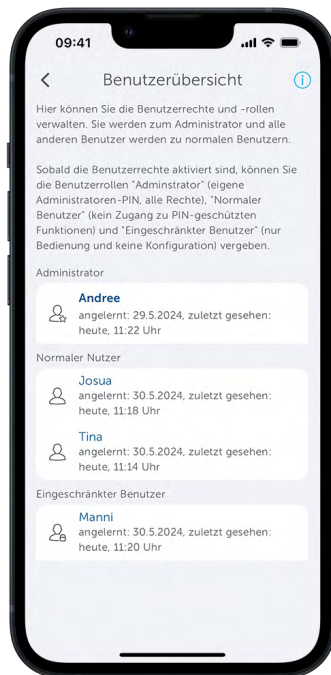 09:41
Benutzerübersicht
Hier können Sie die Benutzerrechte und -rollen
verwalten. Sie werden zum Administrator und alle
anderen Benutzer werden zu normalen Benutzern.
Sobald die Benutzerrechte aktiviert sind, können Sie
die Benutzerrollen "Adminstrator" (eigene
Administratoren-PIN, alle Rechte), "Normaler
Benutzer" (kein Zugang zu PIN-geschützten
Funktionen) und "Eingeschränkter Benutzer" (nur
Bedienung und keine Konfiguration) vergeben.
Administrator
Andree
angelernt: 29.5.2024, zuletzt gesehen:
heute, 11:22 Uhr
Normaler Nutzer
Josua
angelernt: 30.5.2024, zuletzt gesehen:
heute, 11:18 Uhr
Tina
angelernt: 30.5.2024, zuletzt gesehen:
heute, 11:14 Uhr
Eingeschränkter Benutzer
Manni
angelernt: 30.5.2024, zuletzt gesehen:
heute, 11:20 Uhr